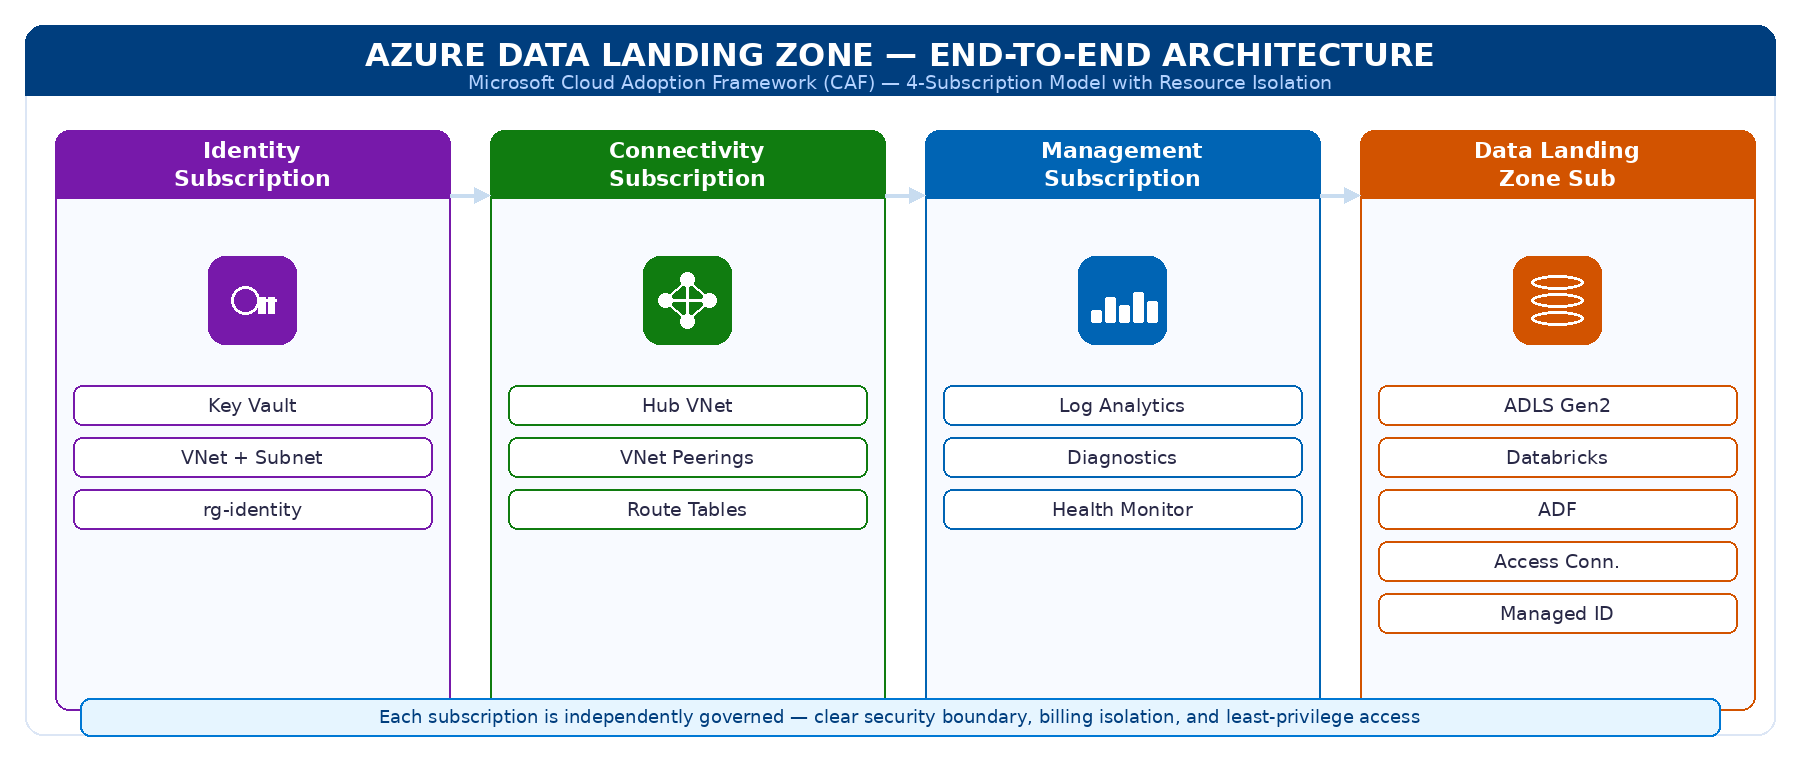 AZURE DATA LANDING ZONE — END-TO-END ARCHITECTURE
Microsoft Cloud Adoption Framework (CAF) — 4-Subscription Model with Resource Isolation
Identity
Subscription
Key Vault
VNet + Subnet
rg-identity
Connectivity
Subscription
Hub VNet
VNet Peerings
Route Tables
Management
Subscription
Log Analytics
Diagnostics
Health Monitor
Data Landing
Zone Sub
ADLS Gen2
Databricks
ADF
Access Conn.
Managed ID
Each subscription is independently governed — clear security boundary, billing isolation, and least-privilege access